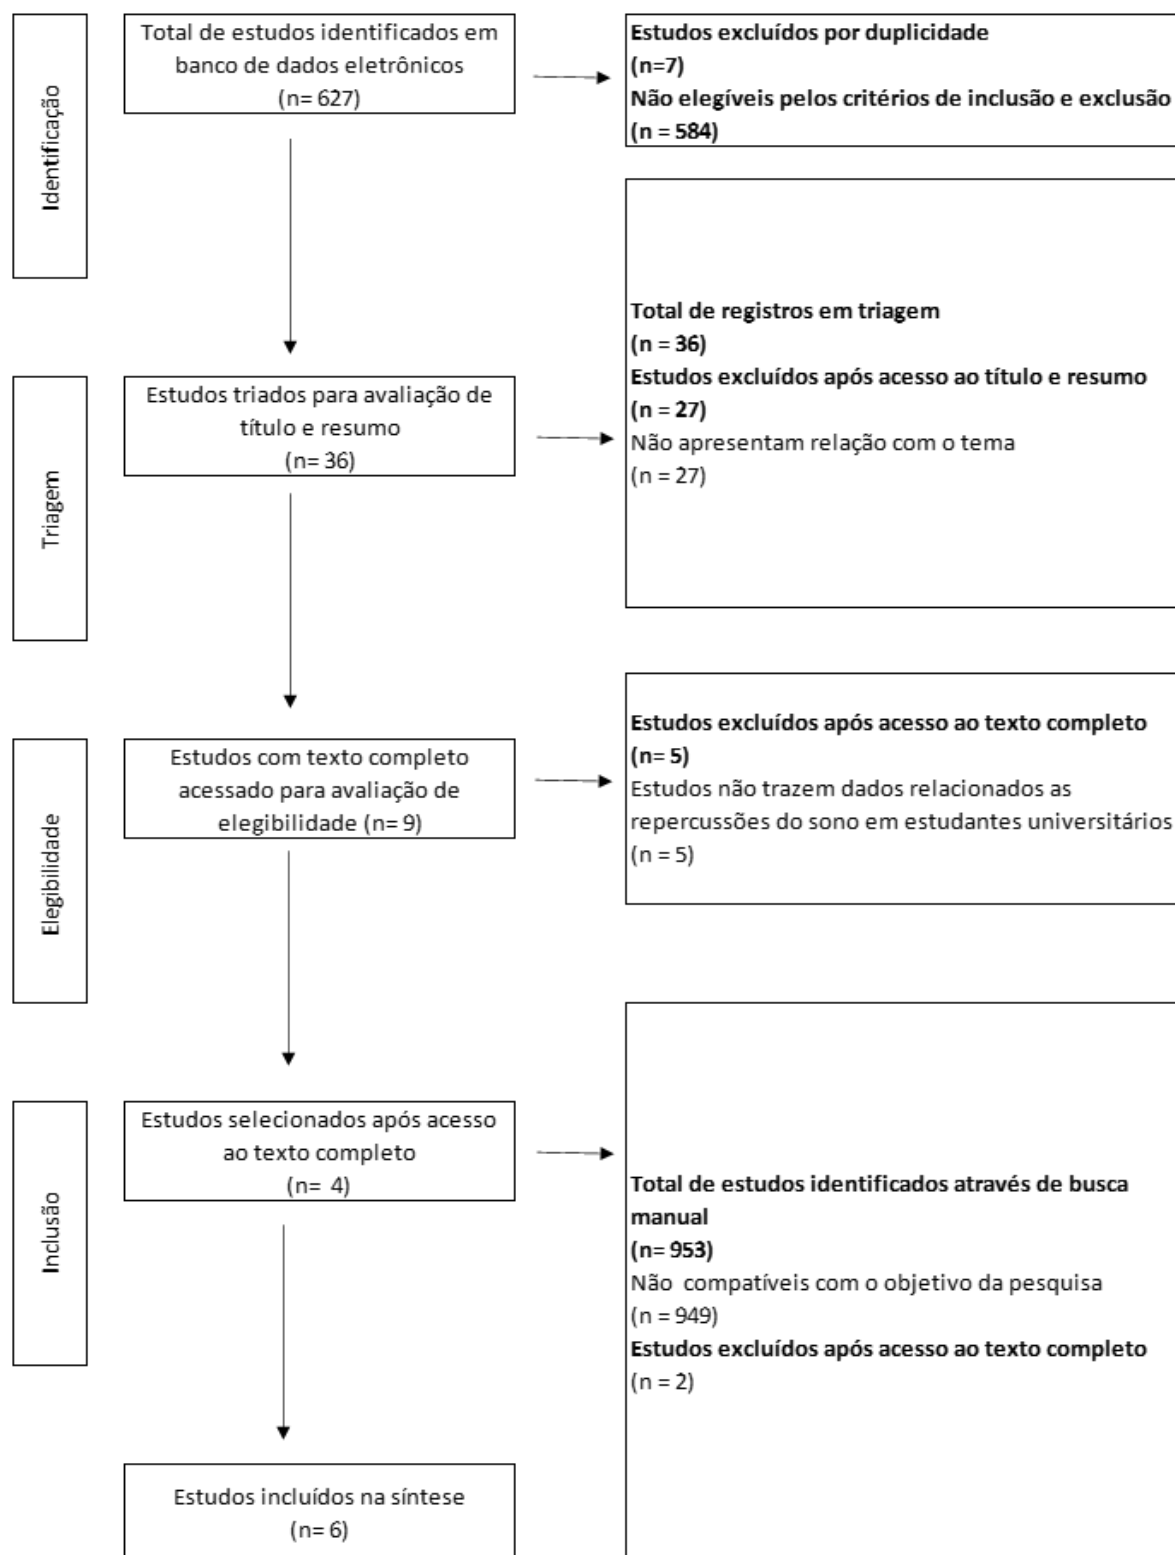 Identificação
Total de estudos identificados em
banco de dados eletrônicos
(n= 627)
Estudos excluídos por duplicidade
(n=7)
Não elegíveis pelos critérios de inclusão e exclusão
(n = 584)
Triagem
Estudos triados para avaliação de
título e resumo
(n= 36)
Total de registros em triagem
(n = 36)
Estudos excluídos após acesso ao título e resumo
(n = 27)
Não apresentam relação com o tema
(n = 27)
Elegibilidade
Estudos com texto completo
acessado para avaliação de
elegibilidade (n= 9)
Estudos excluídos após acesso ao texto completo
(n= 5)
Estudos não trazem dados relacionados as
repercussões do sono em estudantes universitários
(n = 5)
Inclusão
Estudos selecionados após acesso
ao texto completo
(n=  4)
Total de estudos identificados através de busca
manual
(n= 953)
Não  compatíveis com o objetivo da pesquisa
(n = 949)
Estudos excluídos após acesso ao texto completo
(n = 2)
Estudos incluídos na síntese
(n= 6)